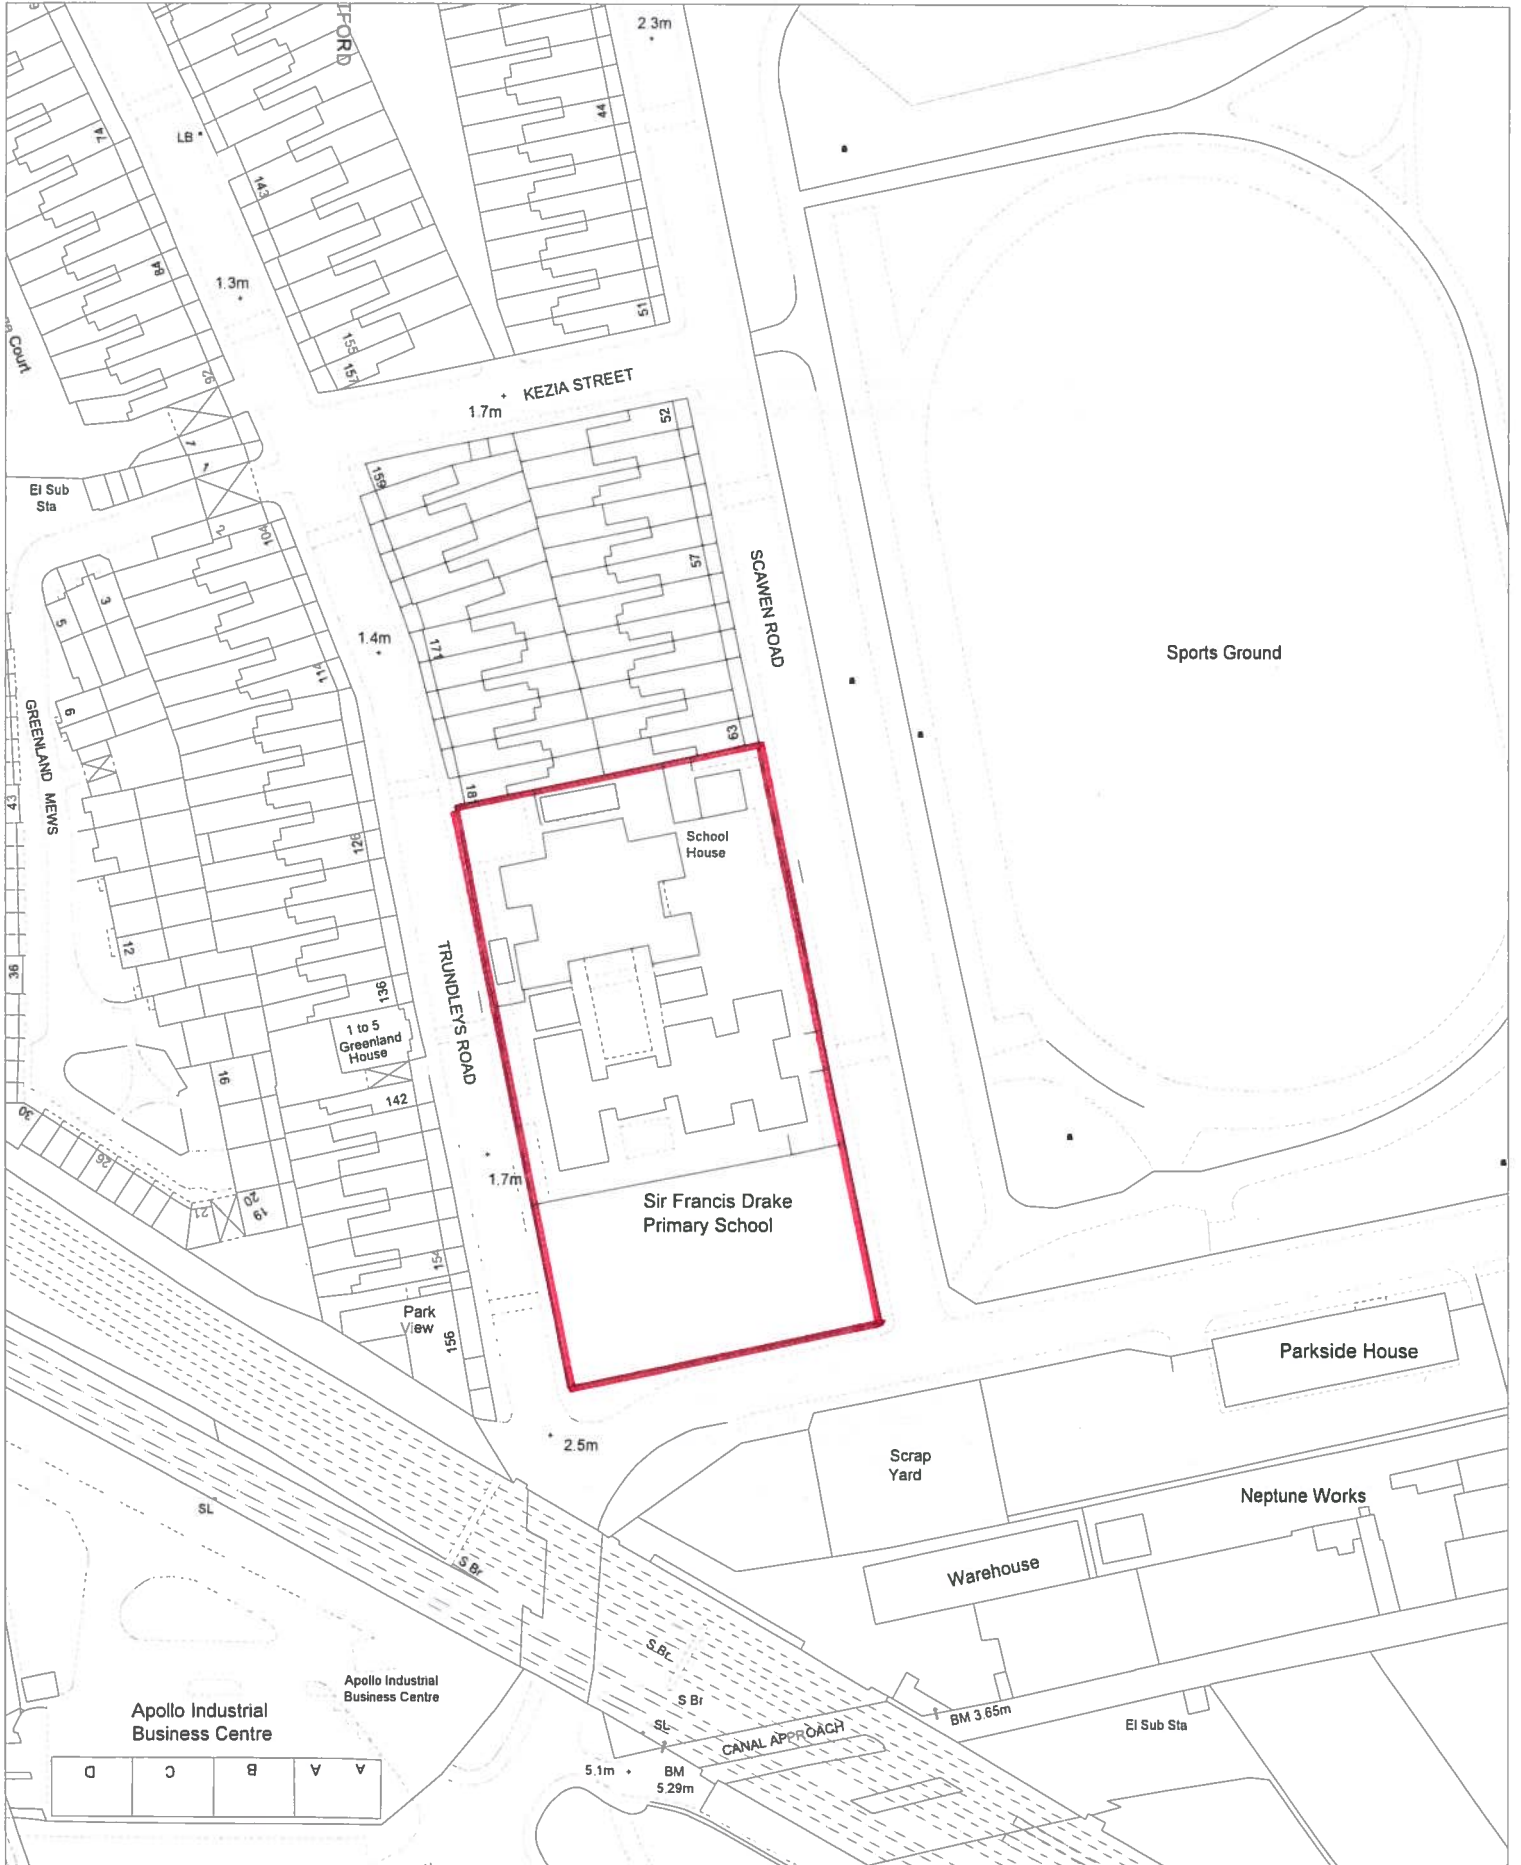 TFORD
2.3m
44
74
LB
143
84
1.3m
51
155
157
Court
92
KEZIA STREET
1.7m
52
7
1
159
El Sub
Sta
2
104
57
SCAWEN ROAD
3
5
1.4m
171
114
Sports Ground
6
GREENLAND MEWS
63
181
43
School
House
128
12
36
TRUNDLEYS ROAD
136
1 to 5
Greenland
House
16
142
30
26
1.7m
Sir Francis Drake
Primary School
20
19
21
154
Park
View
156
Parkside House
2.5m
Scrap
Yard
Neptune Works
SL
S Br
Warehouse
S Br
Apollo Industrial
Business Centre
Apollo Industrial
Business Centre
S Br
SL
CANAL APPROACH
BM 3.65m
El Sub Sta
5.1m
BM
5.29m
D
C
B
A
A